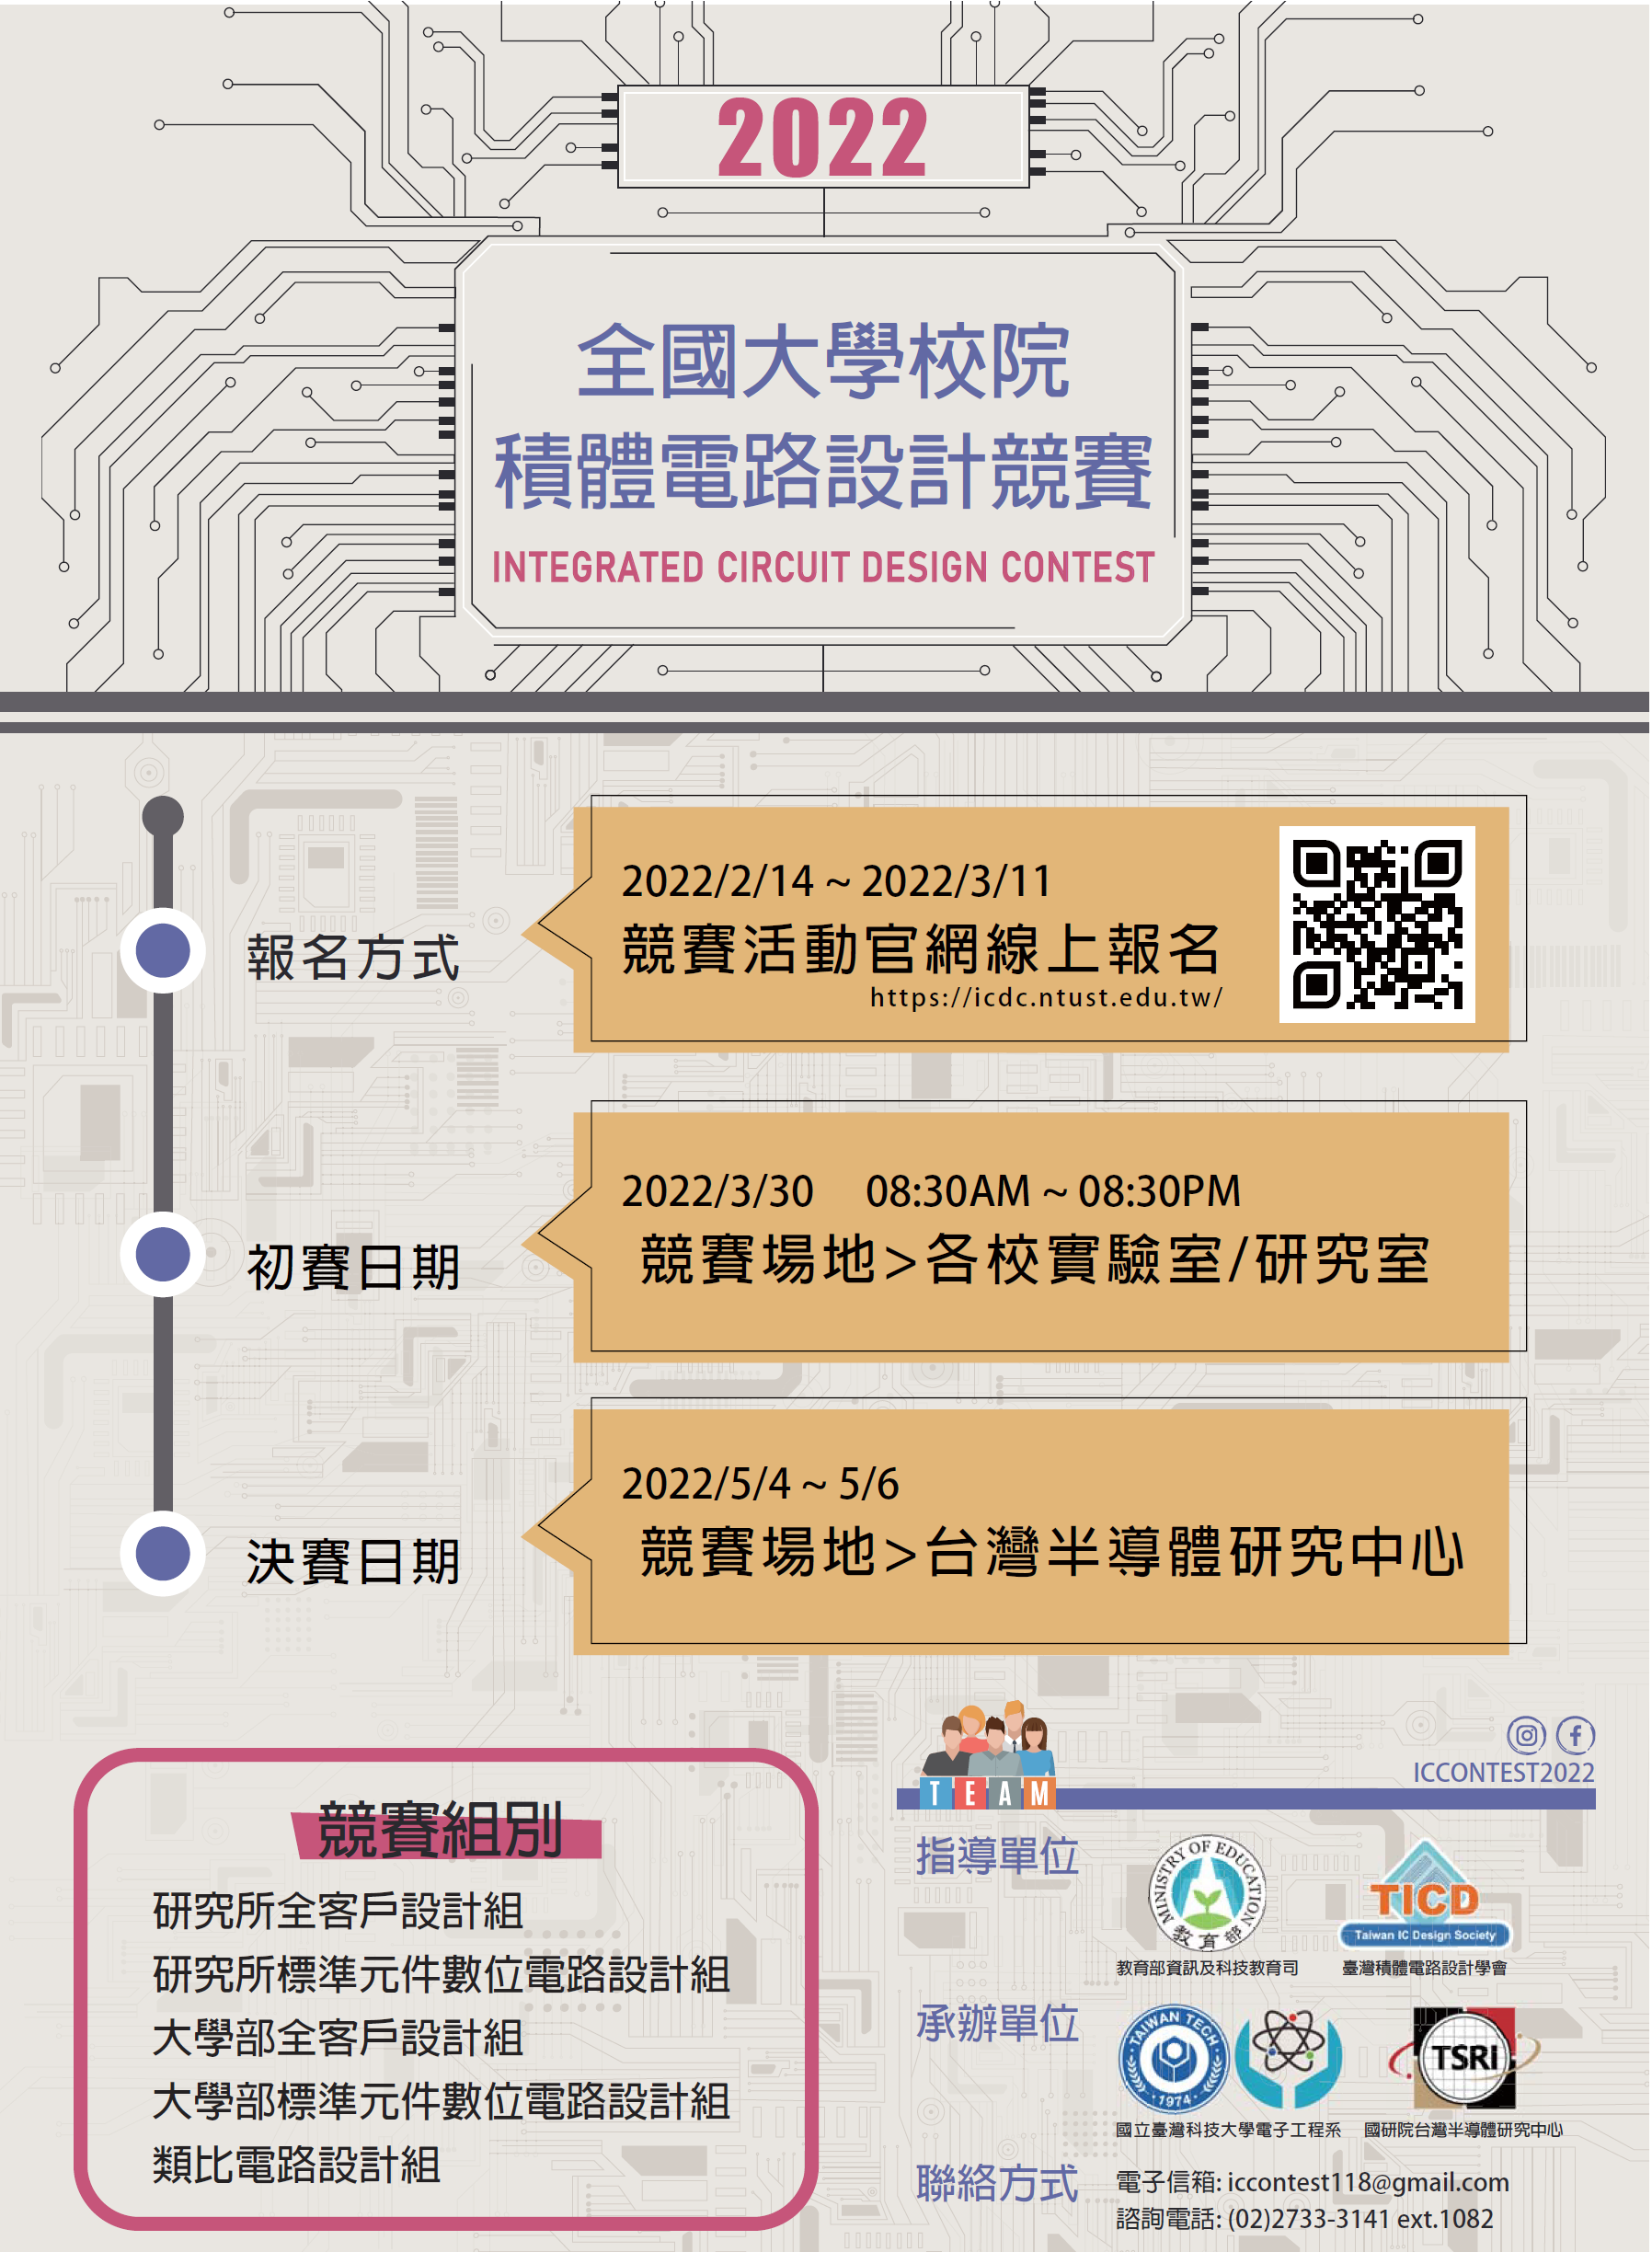 2022
全國大學校院
積體電路設計競賽
INTEGRATED CIRCUIT DESIGN CONTEST
報名方式
2022/2/14 ~ 2022/3/11
競賽活動官網線上報名
https://icdc.ntust.edu.tw/
初賽日期
2022/3/30 08:30AM ~ 08:30PM
競賽場地>各校實驗室/研究室
決賽日期
2022/5/4 ~ 5/6
競賽場地>台灣半導體研究中心
競賽組別
研究所全客戶設計組
研究所標準元件數位電路設計組
大學部全客戶設計組
大學部標準元件數位電路設計組
類比電路設計組
TEAM
ICCONTEST2022
指導單位
MINISTRY OF EDUCATION
教育部
教育部資訊及科技教育司
TICD
Taiwan IC Design Society
臺灣積體電路設計學會
承辦單位
TAIWAN TECH
1974
國立臺灣科技大學電子工程系
TSRI
國研院台灣半導體研究中心
聯絡方式
電子信箱: iccontest118@gmail.com
諮詢電話: (02)2733-3141 ext.1082